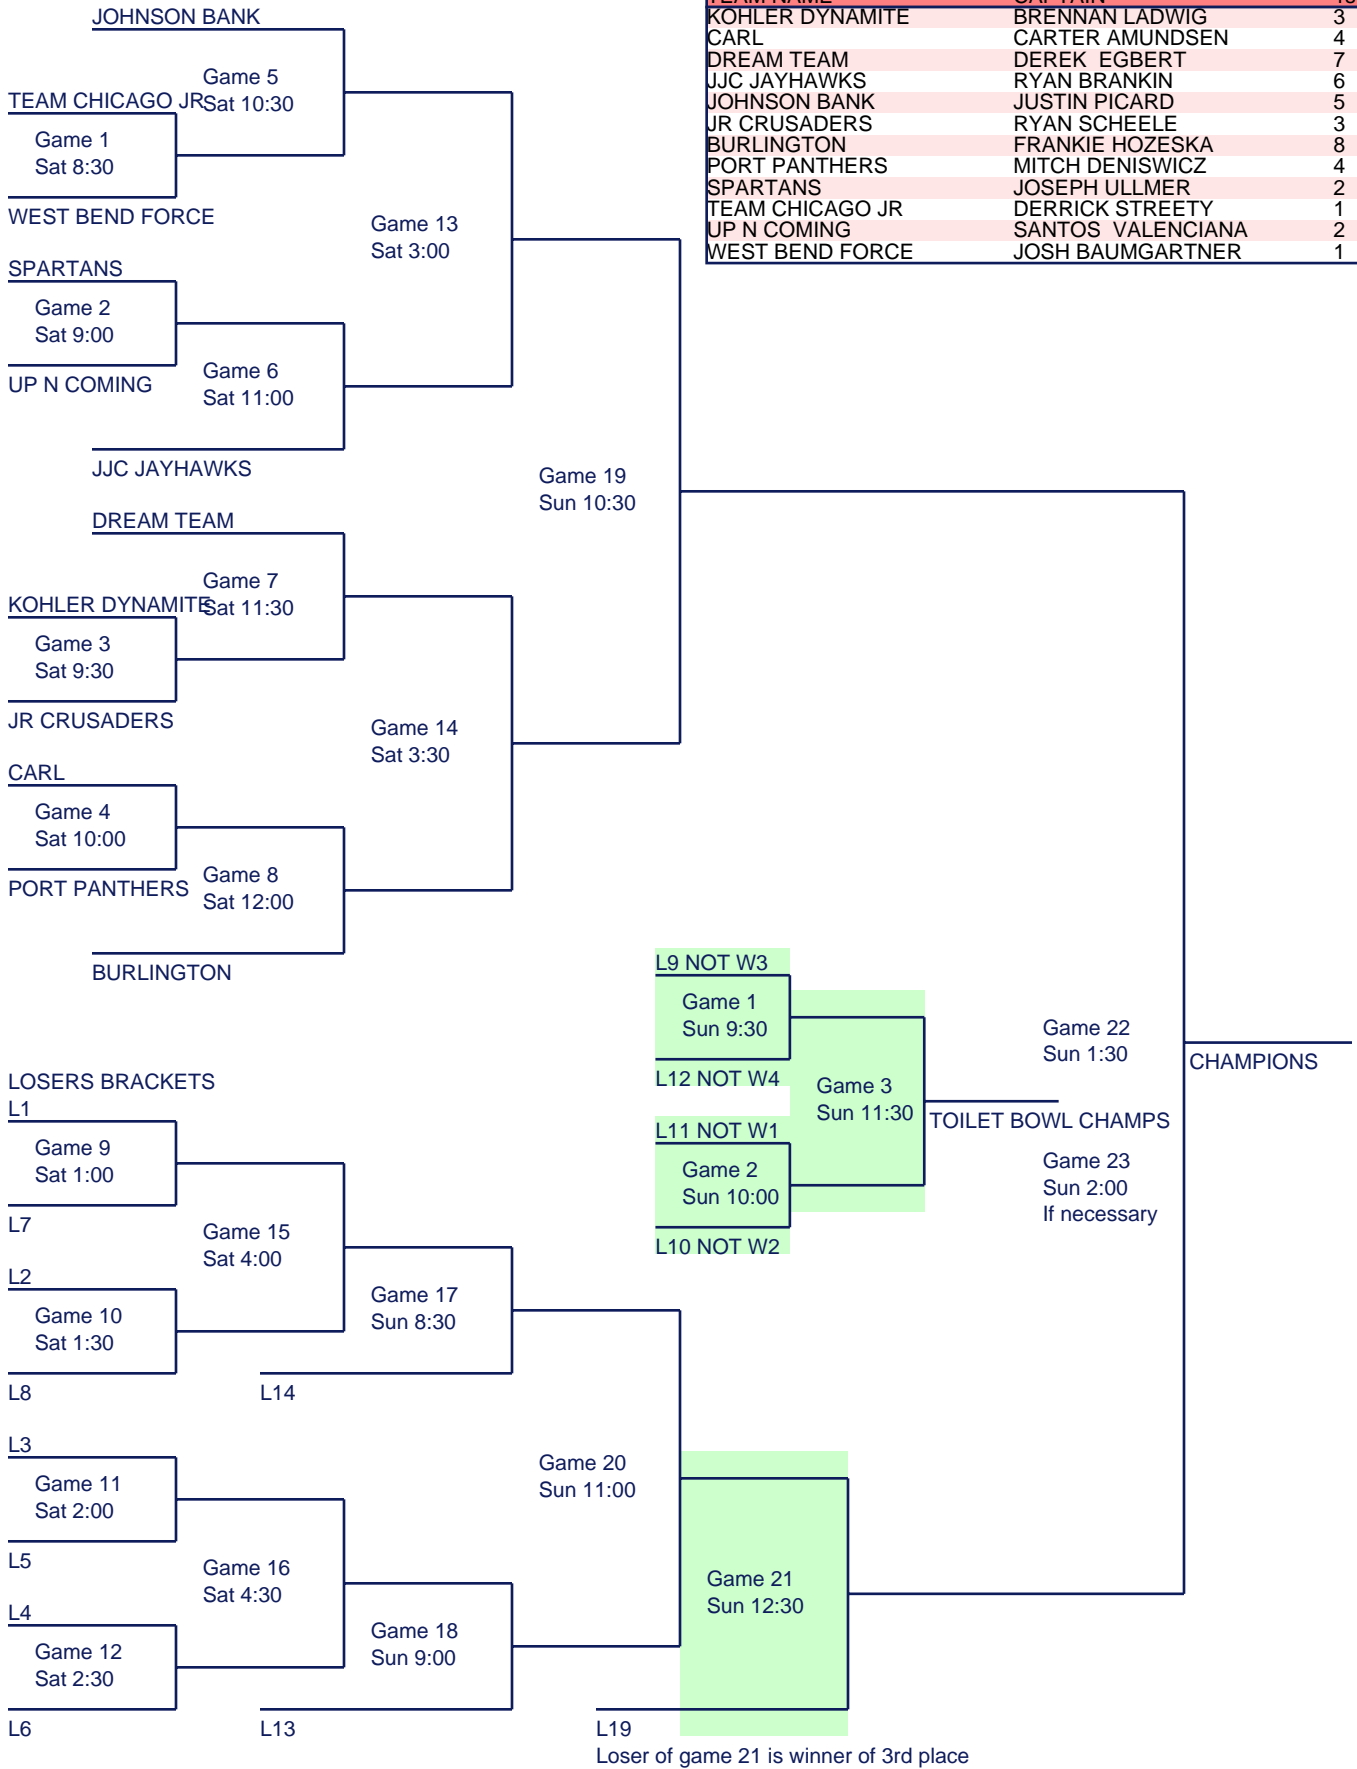 JOHNSON BANK
Game 5
Sat 10:30
TEAM CHICAGO JR
Game 1
Sat 8:30
WEST BEND FORCE
Game 13
Sat 3:00
SPARTANS
Game 2
Sat 9:00
UP N COMING
Game 6
Sat 11:00
JJC JAYHAWKS
Game 19
Sun 10:30
DREAM TEAM
Game 7
Sat 11:30
KOHLER DYNAMITE
Game 3
Sat 9:30
JR CRUSADERS
Game 14
Sat 3:30
CARL
Game 4
Sat 10:00
PORT PANTHERS
Game 8
Sat 12:00
BURLINGTON
TEAM NAME CAPTAIN
KOHLER DYNAMITE BRENNAN LADWIG 3
CARL CARTER AMUNDSEN 4
DREAM TEAM DEREK EGBERT 7
JJC JAYHAWKS RYAN BRANKIN 6
JOHNSON BANK JUSTIN PICARD 5
JR CRUSADERS RYAN SCHEELE 3
BURLINGTON FRANKIE HOZESKA 8
PORT PANTHERS MITCH DENISWICZ 4
SPARTANS JOSEPH ULLMER 2
TEAM CHICAGO JR DERRICK STREETY 1
UP N COMING SANTOS VALENCIANA 2
WEST BEND FORCE JOSH BAUMGARTNER 1
L9 NOT W3
Game 1
Sun 9:30
L12 NOT W4
Game 3
Sun 11:30
L11 NOT W1
Game 2
Sun 10:00
L10 NOT W2
TOILET BOWL CHAMPS
Game 22
Sun 1:30
CHAMPIONS
Game 23
Sun 2:00
If necessary
LOSERS BRACKETS
L1
Game 9
Sat 1:00
L7
Game 15
Sat 4:00
L2
Game 10
Sat 1:30
L8
Game 17
Sun 8:30
L14
L3
Game 11
Sat 2:00
L5
Game 16
Sat 4:30
L4
Game 12
Sat 2:30
L6
Game 18
Sun 9:00
L13
Game 20
Sun 11:00
Game 21
Sun 12:30
L19
Loser of game 21 is winner of 3rd place